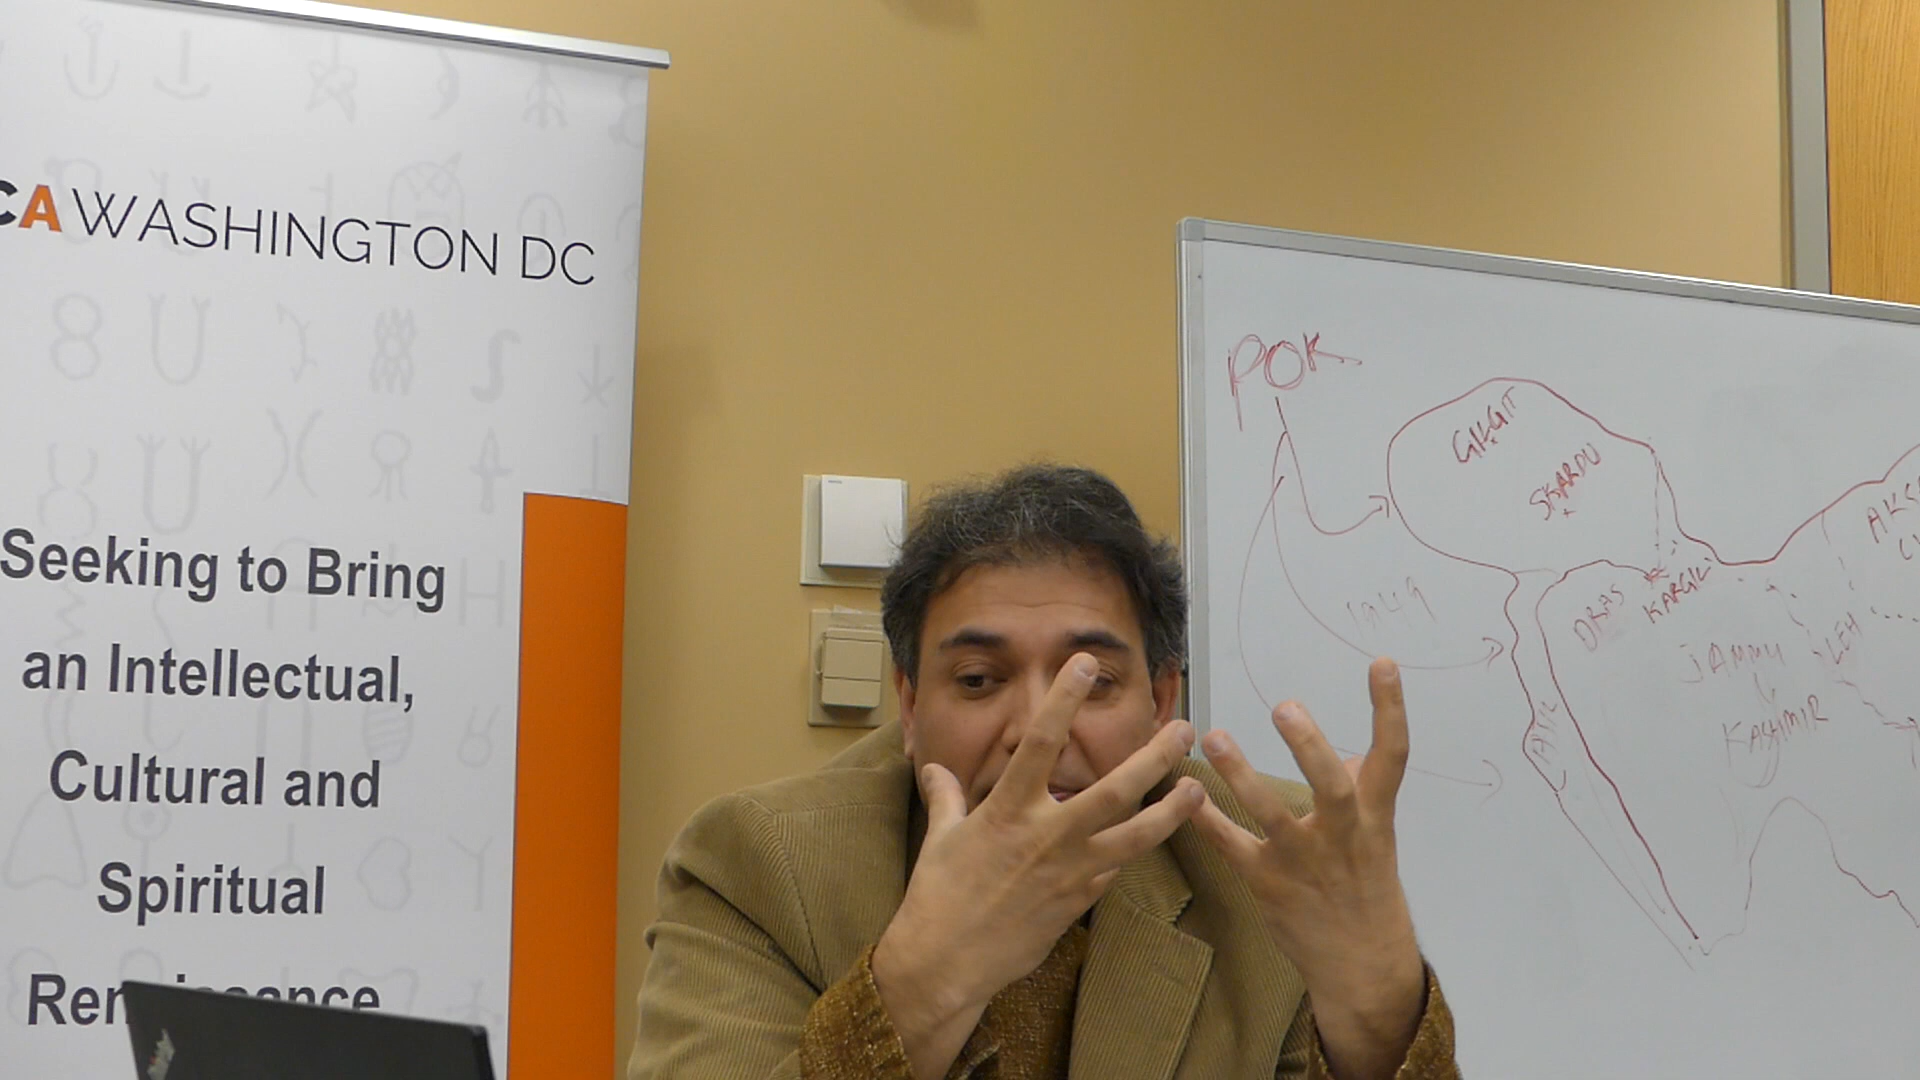 CA WASHINGTON DC
Seeking to Bring
an Intellectual,
Cultural and
Spiritual
POK
GILGIT
SKARDU
DRAS
KARGIL
LEH
JAMMU
&
KASHMIR